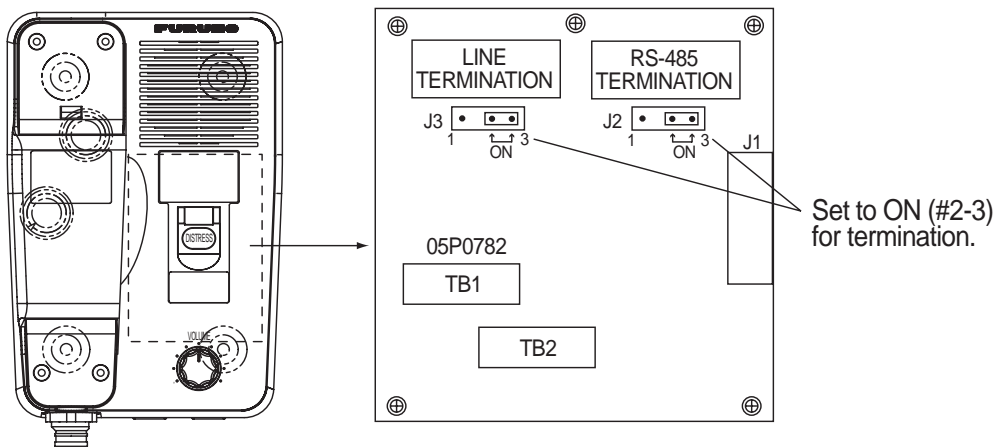 FURUNO
DISTRESS
VOLUME
LINE
TERMINATION
RS-485
TERMINATION
J3
1
3
ON
J2
1
3
ON
J1
Set to ON (#2-3)
for termination.
05P0782
TB1
TB2